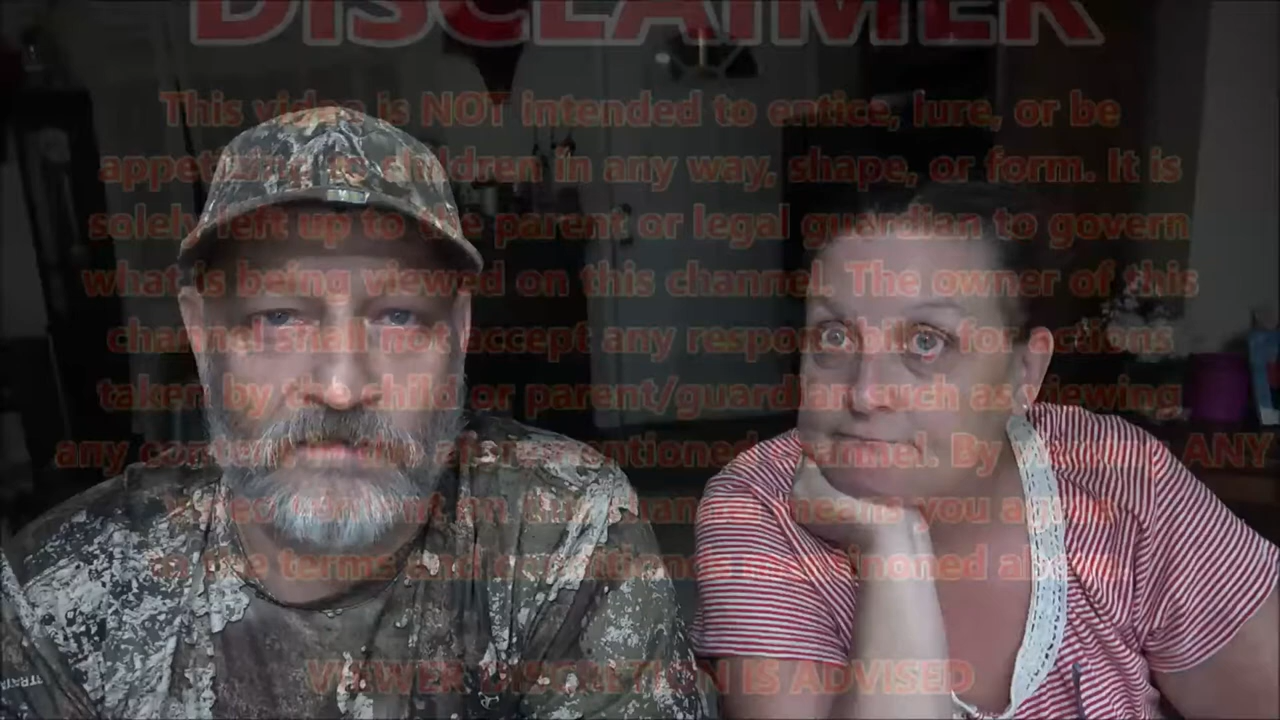 DISCLAIMER
This video is NOT intended to entice, lure, or be
appetizing to children in any way, shape, or form. It is
solely left up to the parent or legal guardian to govern
what is being viewed on this channel. The owner of this
channel shall not accept any responsibility for actions
taken by the child or parent/guardian such as viewing
any content on the aforementioned channel. By viewing ANY
on this channel means you agree
to the terms and conditions mentioned above.
VIEWER DISCRETION IS ADVISED